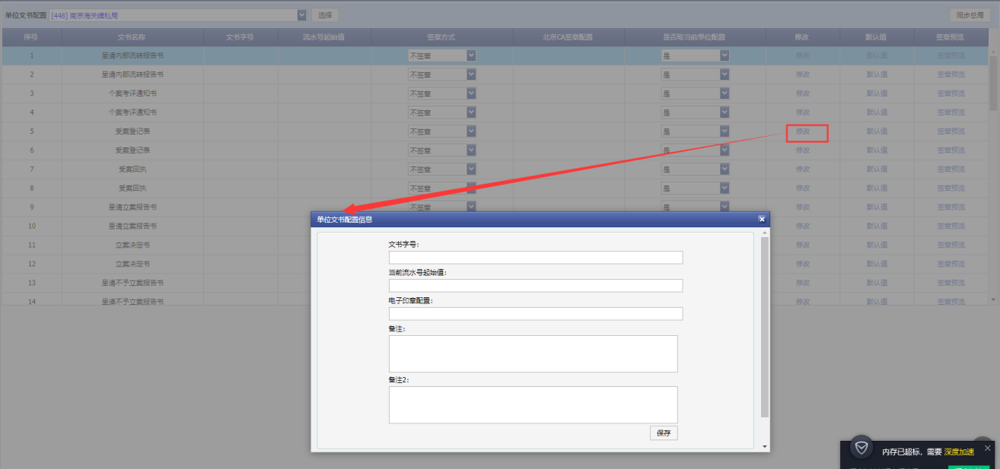 单位文书配置 [448] 南京海关缉私局 选择 同步总局
序号 文书名称 文书字号 流水号起始值 签章方式 北京CA签章配置 是否取当前单位配置 修改 默认值 签章预览
1 呈请内部流转报告书 不签章 是 修改 默认值 签章预览
2 呈请内部流转报告书 不签章 是 修改 默认值 签章预览
3 个案考评通知书 不签章 是 修改 默认值 签章预览
4 个案考评通知书 不签章 是 修改 默认值 签章预览
5 受案登记表 不签章 是 修改 默认值 签章预览
6 受案登记表 不签章 是 修改 默认值 签章预览
7 受案回执 不签章 是 修改 默认值 签章预览
8 受案回执 不签章 是 修改 默认值 签章预览
9 呈请立案报告书 不签章 是 修改 默认值 签章预览
10 呈请立案报告书 修改 默认值 签章预览
11 立案决定书 修改 默认值 签章预览
12 立案决定书 修改 默认值 签章预览
13 呈请不予立案报告书 修改 默认值 签章预览
14 呈请不予立案报告书 修改 默认值 签章预览
单位文书配置信息
文书字号:
当前流水号起始值:
电子印章配置:
备注:
备注2:
保存
内存已超标，需要 深度加速